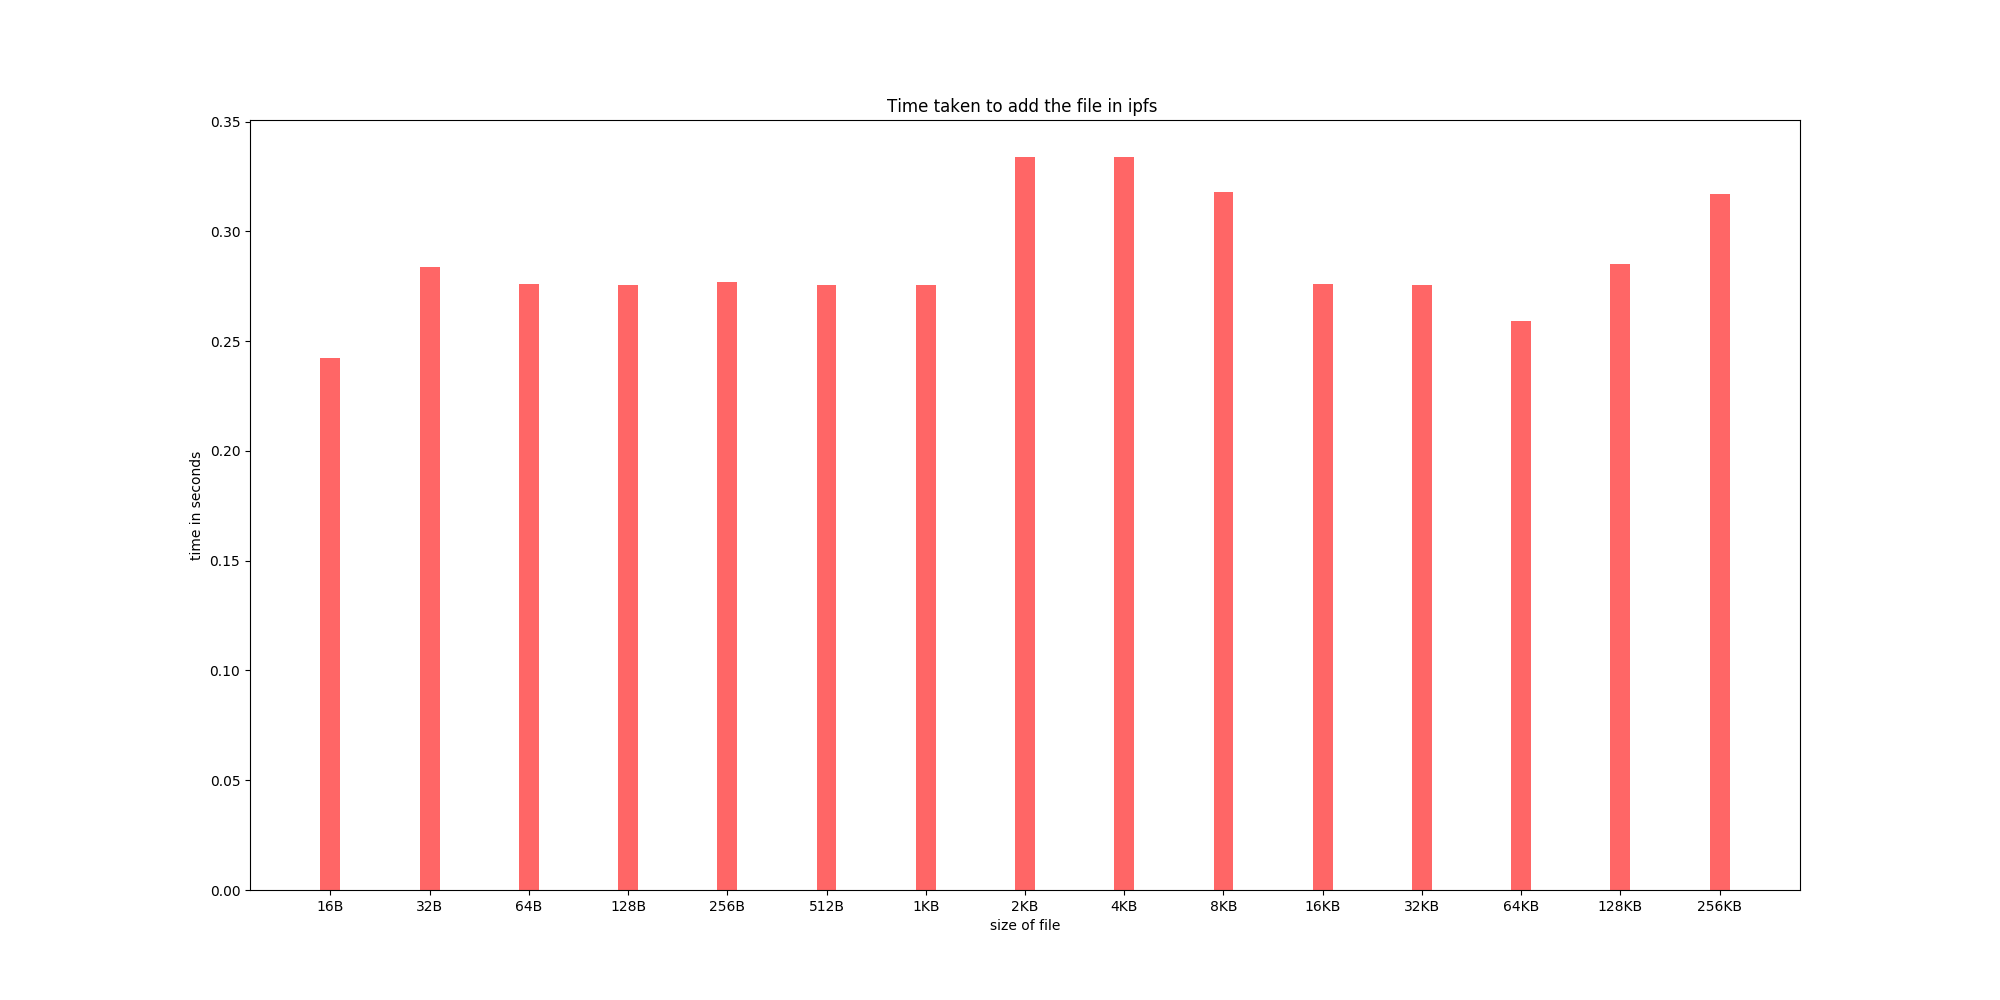 Time taken to add the file in ipfs
0.35
0.30
0.25
0.20
0.15
0.10
0.05
0.00
time in seconds
16B 32B 64B 128B 256B 512B 1KB 2KB 4KB 8KB 16KB 32KB 64KB 128KB 256KB
size of file